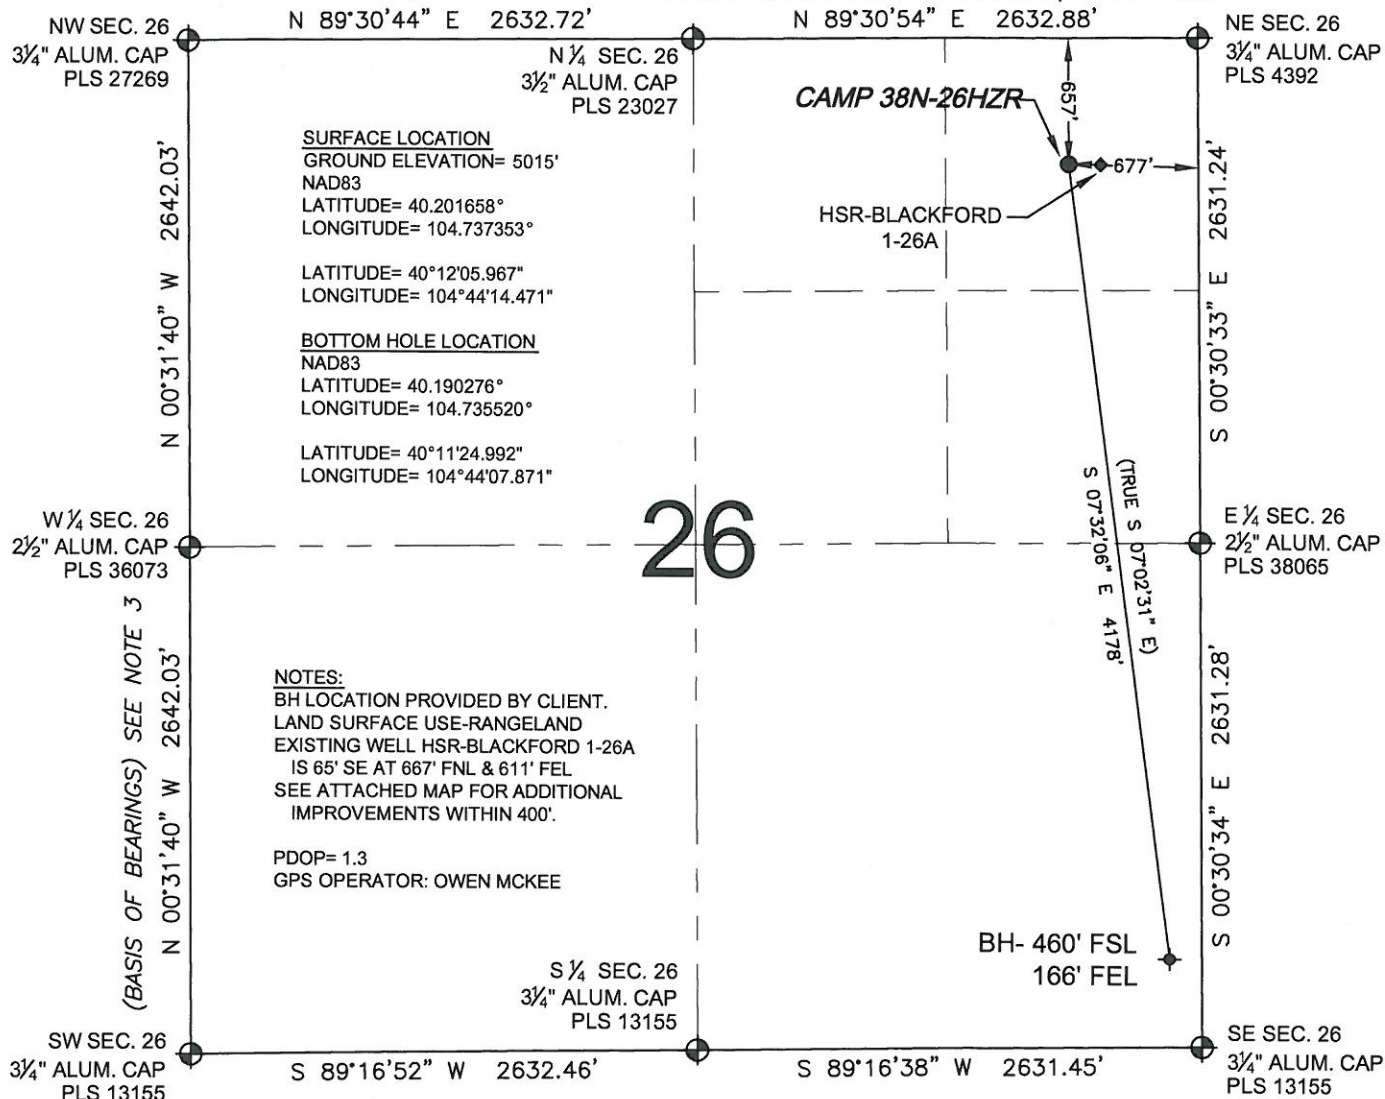 N 89°30'44" E 2632.72'
N 89°30'54" E 2632.88'
NW SEC. 26
3¼" ALUM. CAP
PLS 27269
N ¼ SEC. 26
3½" ALUM. CAP
PLS 23027
NE SEC. 26
3¼" ALUM. CAP
PLS 4392
CAMP 38N-26HZR
657'
677'
HSR-BLACKFORD
1-26A
SURFACE LOCATION
GROUND ELEVATION= 5015'
NAD83
LATITUDE= 40.201658°
LONGITUDE= 104.737353°
LATITUDE= 40°12'05.967"
LONGITUDE= 104°44'14.471"
BOTTOM HOLE LOCATION
NAD83
LATITUDE= 40.190276°
LONGITUDE= 104.735520°
LATITUDE= 40°11'24.992"
LONGITUDE= 104°44'07.871"
N 00°31'40" W 2642.03'
S 00°30'33" E 2631.24'
W ¼ SEC. 26
2½" ALUM. CAP
PLS 36073
26
(TRUE S 07°02'31" E)
S 07°32'06" E 4178'
E ¼ SEC. 26
2½" ALUM. CAP
PLS 38065
(BASIS OF BEARINGS) SEE NOTE 3
N 00°31'40" W 2642.03'
NOTES:
BH LOCATION PROVIDED BY CLIENT.
LAND SURFACE USE-RANGELAND
EXISTING WELL HSR-BLACKFORD 1-26A
IS 65' SE AT 667' FNL & 611' FEL
SEE ATTACHED MAP FOR ADDITIONAL
IMPROVEMENTS WITHIN 400'.
PDOP= 1.3
GPS OPERATOR: OWEN MCKEE
S 00°30'34" E 2631.28'
BH- 460' FSL
166' FEL
S ¼ SEC. 26
3¼" ALUM. CAP
PLS 13155
SW SEC. 26
3¼" ALUM. CAP
PLS 13155
SE SEC. 26
3¼" ALUM. CAP
PLS 13155
S 89°16'52" W 2632.46'
S 89°16'38" W 2631.45'